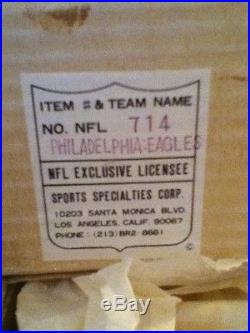 ITEM # & TEAM NAME
NO. NFL 714
PHILADELPHIA:EAGLES
NFL EXCLUSIVE LICENSEE
SPORTS SPECIALTIES CORP.
10203 SANTA MONICA BLVD.
LOS ANGELES, CALIF. 90067
PHONE: (213) BR2-8661
©